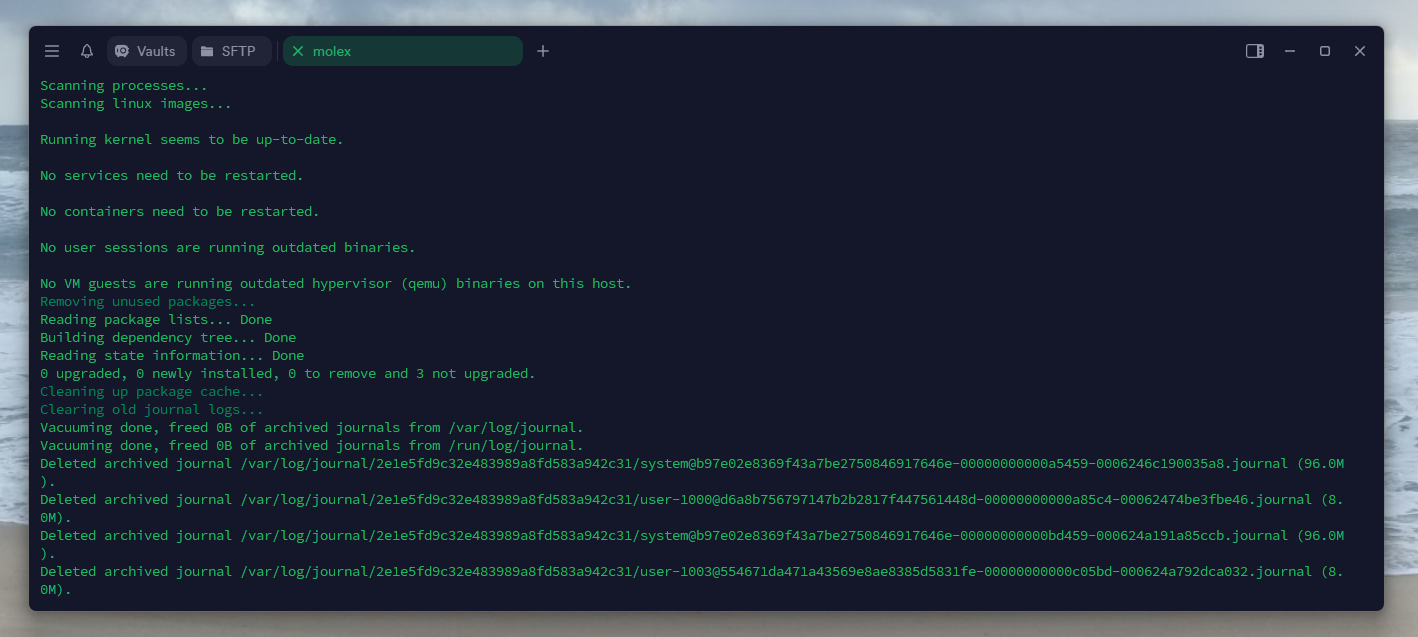 Vaults SFTP molex
Scanning processes...
Scanning linux images...
Running kernel seems to be up-to-date.
No services need to be restarted.
No containers need to be restarted.
No user sessions are running outdated binaries.
No VM guests are running outdated hypervisor (qemu) binaries on this host.
Removing unused packages...
Reading package lists... Done
Building dependency tree... Done
Reading state information... Done
0 upgraded, 0 newly installed, 0 to remove and 3 not upgraded.
Cleaning up package cache...
Clearing old journal logs...
Vacuuming done, freed 0B of archived journals from /var/log/journal.
Vacuuming done, freed 0B of archived journals from /run/log/journal.
Deleted archived journal /var/log/journal/2e1e5fd9c32e483989a8fd583a942c31/system@b97e02e8369f43a7be2750846917646e-00000000000a5459-0006246c190035a8.journal (96.0M
).
Deleted archived journal /var/log/journal/2e1e5fd9c32e483989a8fd583a942c31/user-1000@d6a8b756797147b2b2817f447561448d-00000000000a85c4-00062474be3fbe46.journal (8.
0M).
Deleted archived journal /var/log/journal/2e1e5fd9c32e483989a8fd583a942c31/system@b97e02e8369f43a7be2750846917646e-00000000000bd459-000624a191a85ccb.journal (96.0M
).
Deleted archived journal /var/log/journal/2e1e5fd9c32e483989a8fd583a942c31/user-1003@554671da471a43569e8ae8385d5831fe-00000000000c05bd-000624a792dca032.journal (8.
0M).